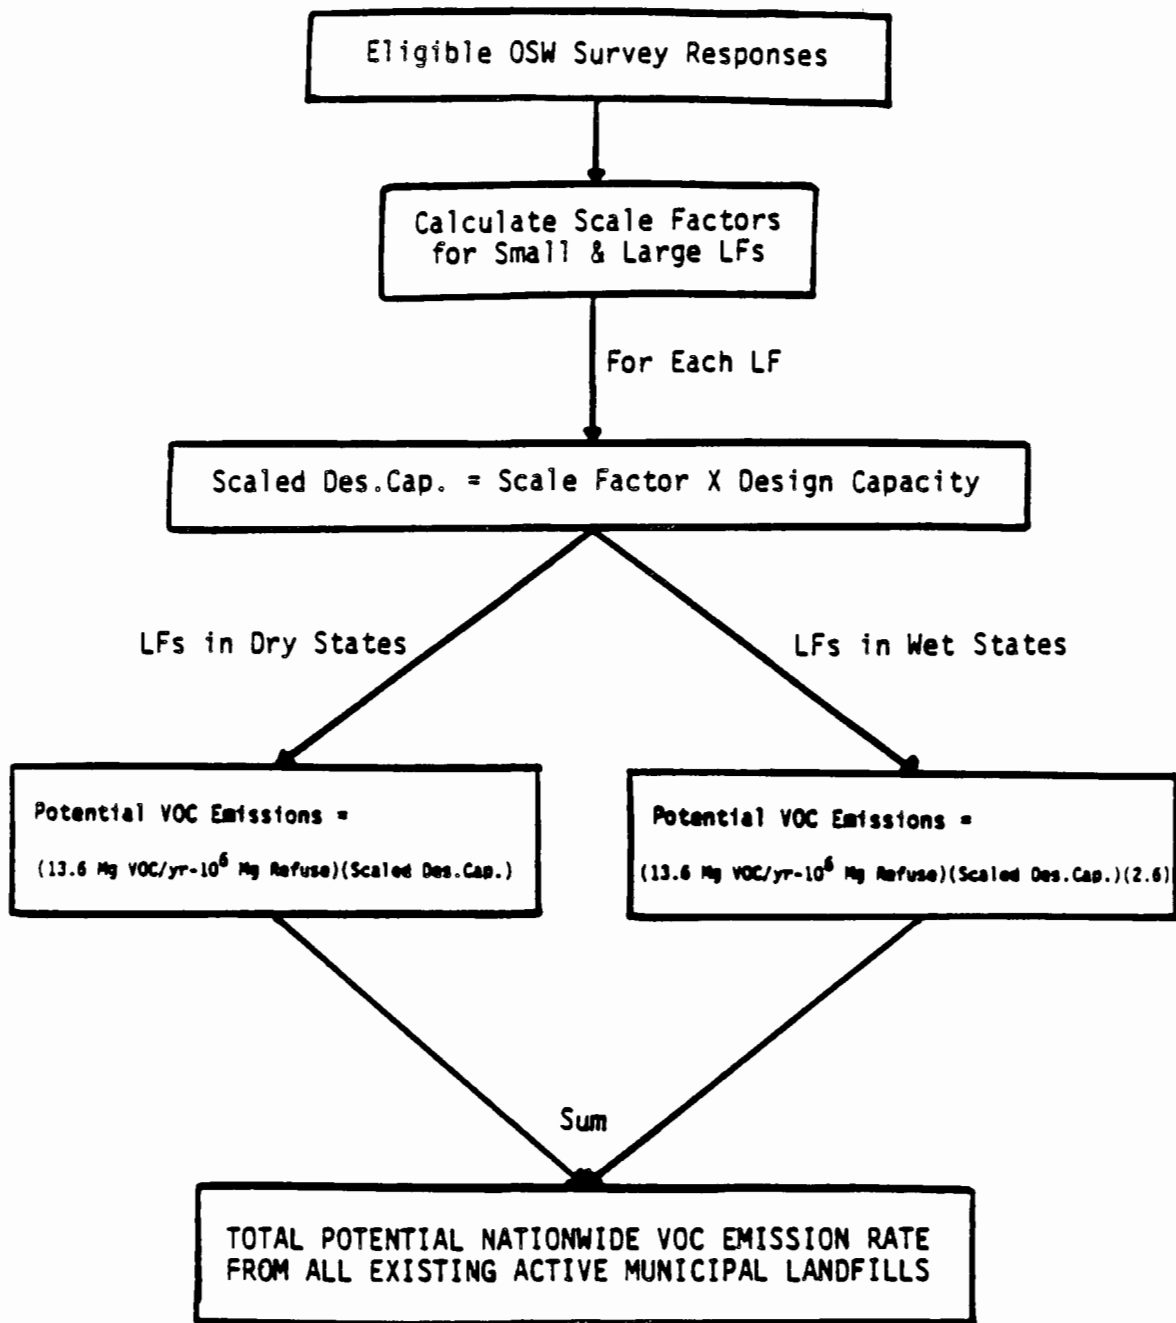 Eligible OSW Survey Responses
Calculate Scale Factors
for Small & Large LFs
For Each LF
Scaled Des.Cap. = Scale Factor X Design Capacity
LFs in Dry States
LFs in Wet States
Potential VOC Emissions =
(13.6 Mg VOC/yr-10⁶ Mg Refuse)(Scaled Des.Cap.)
Potential VOC Emissions =
(13.6 Mg VOC/yr-10⁶ Mg Refuse)(Scaled Des.Cap.)(2.6)
Sum
TOTAL POTENTIAL NATIONWIDE VOC EMISSION RATE
FROM ALL EXISTING ACTIVE MUNICIPAL LANDFILLS